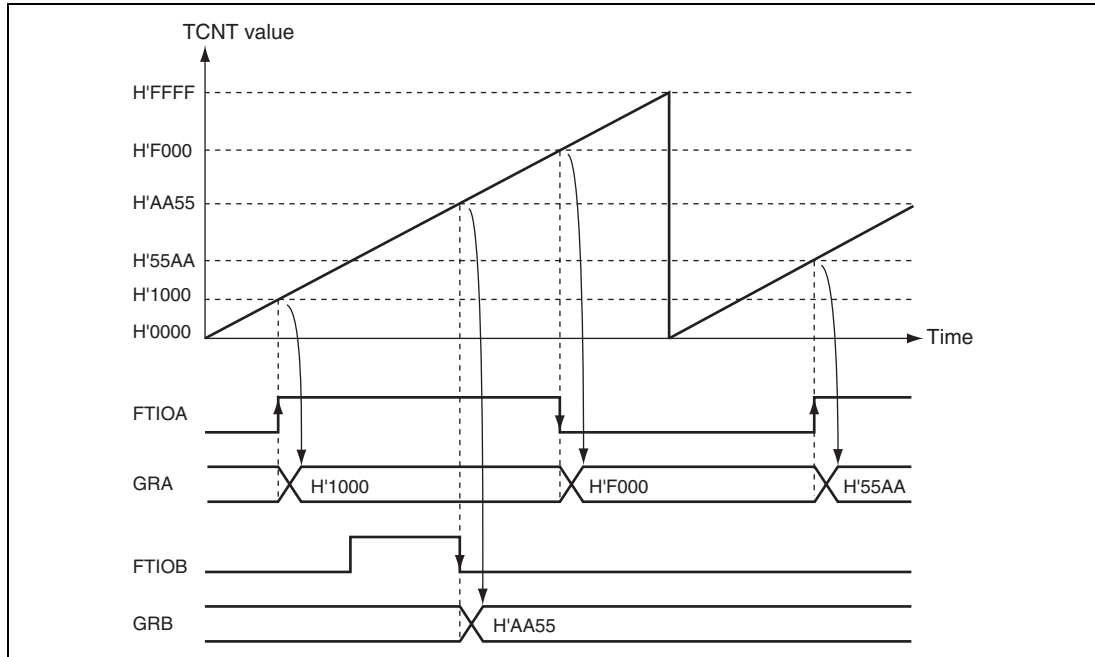 TCNT value
H'FFFF
H'F000
H'AA55
H'55AA
H'1000
H'0000
Time
FTIOA
GRA
H'1000
H'F000
H'55AA
FTIOB
GRB
H'AA55